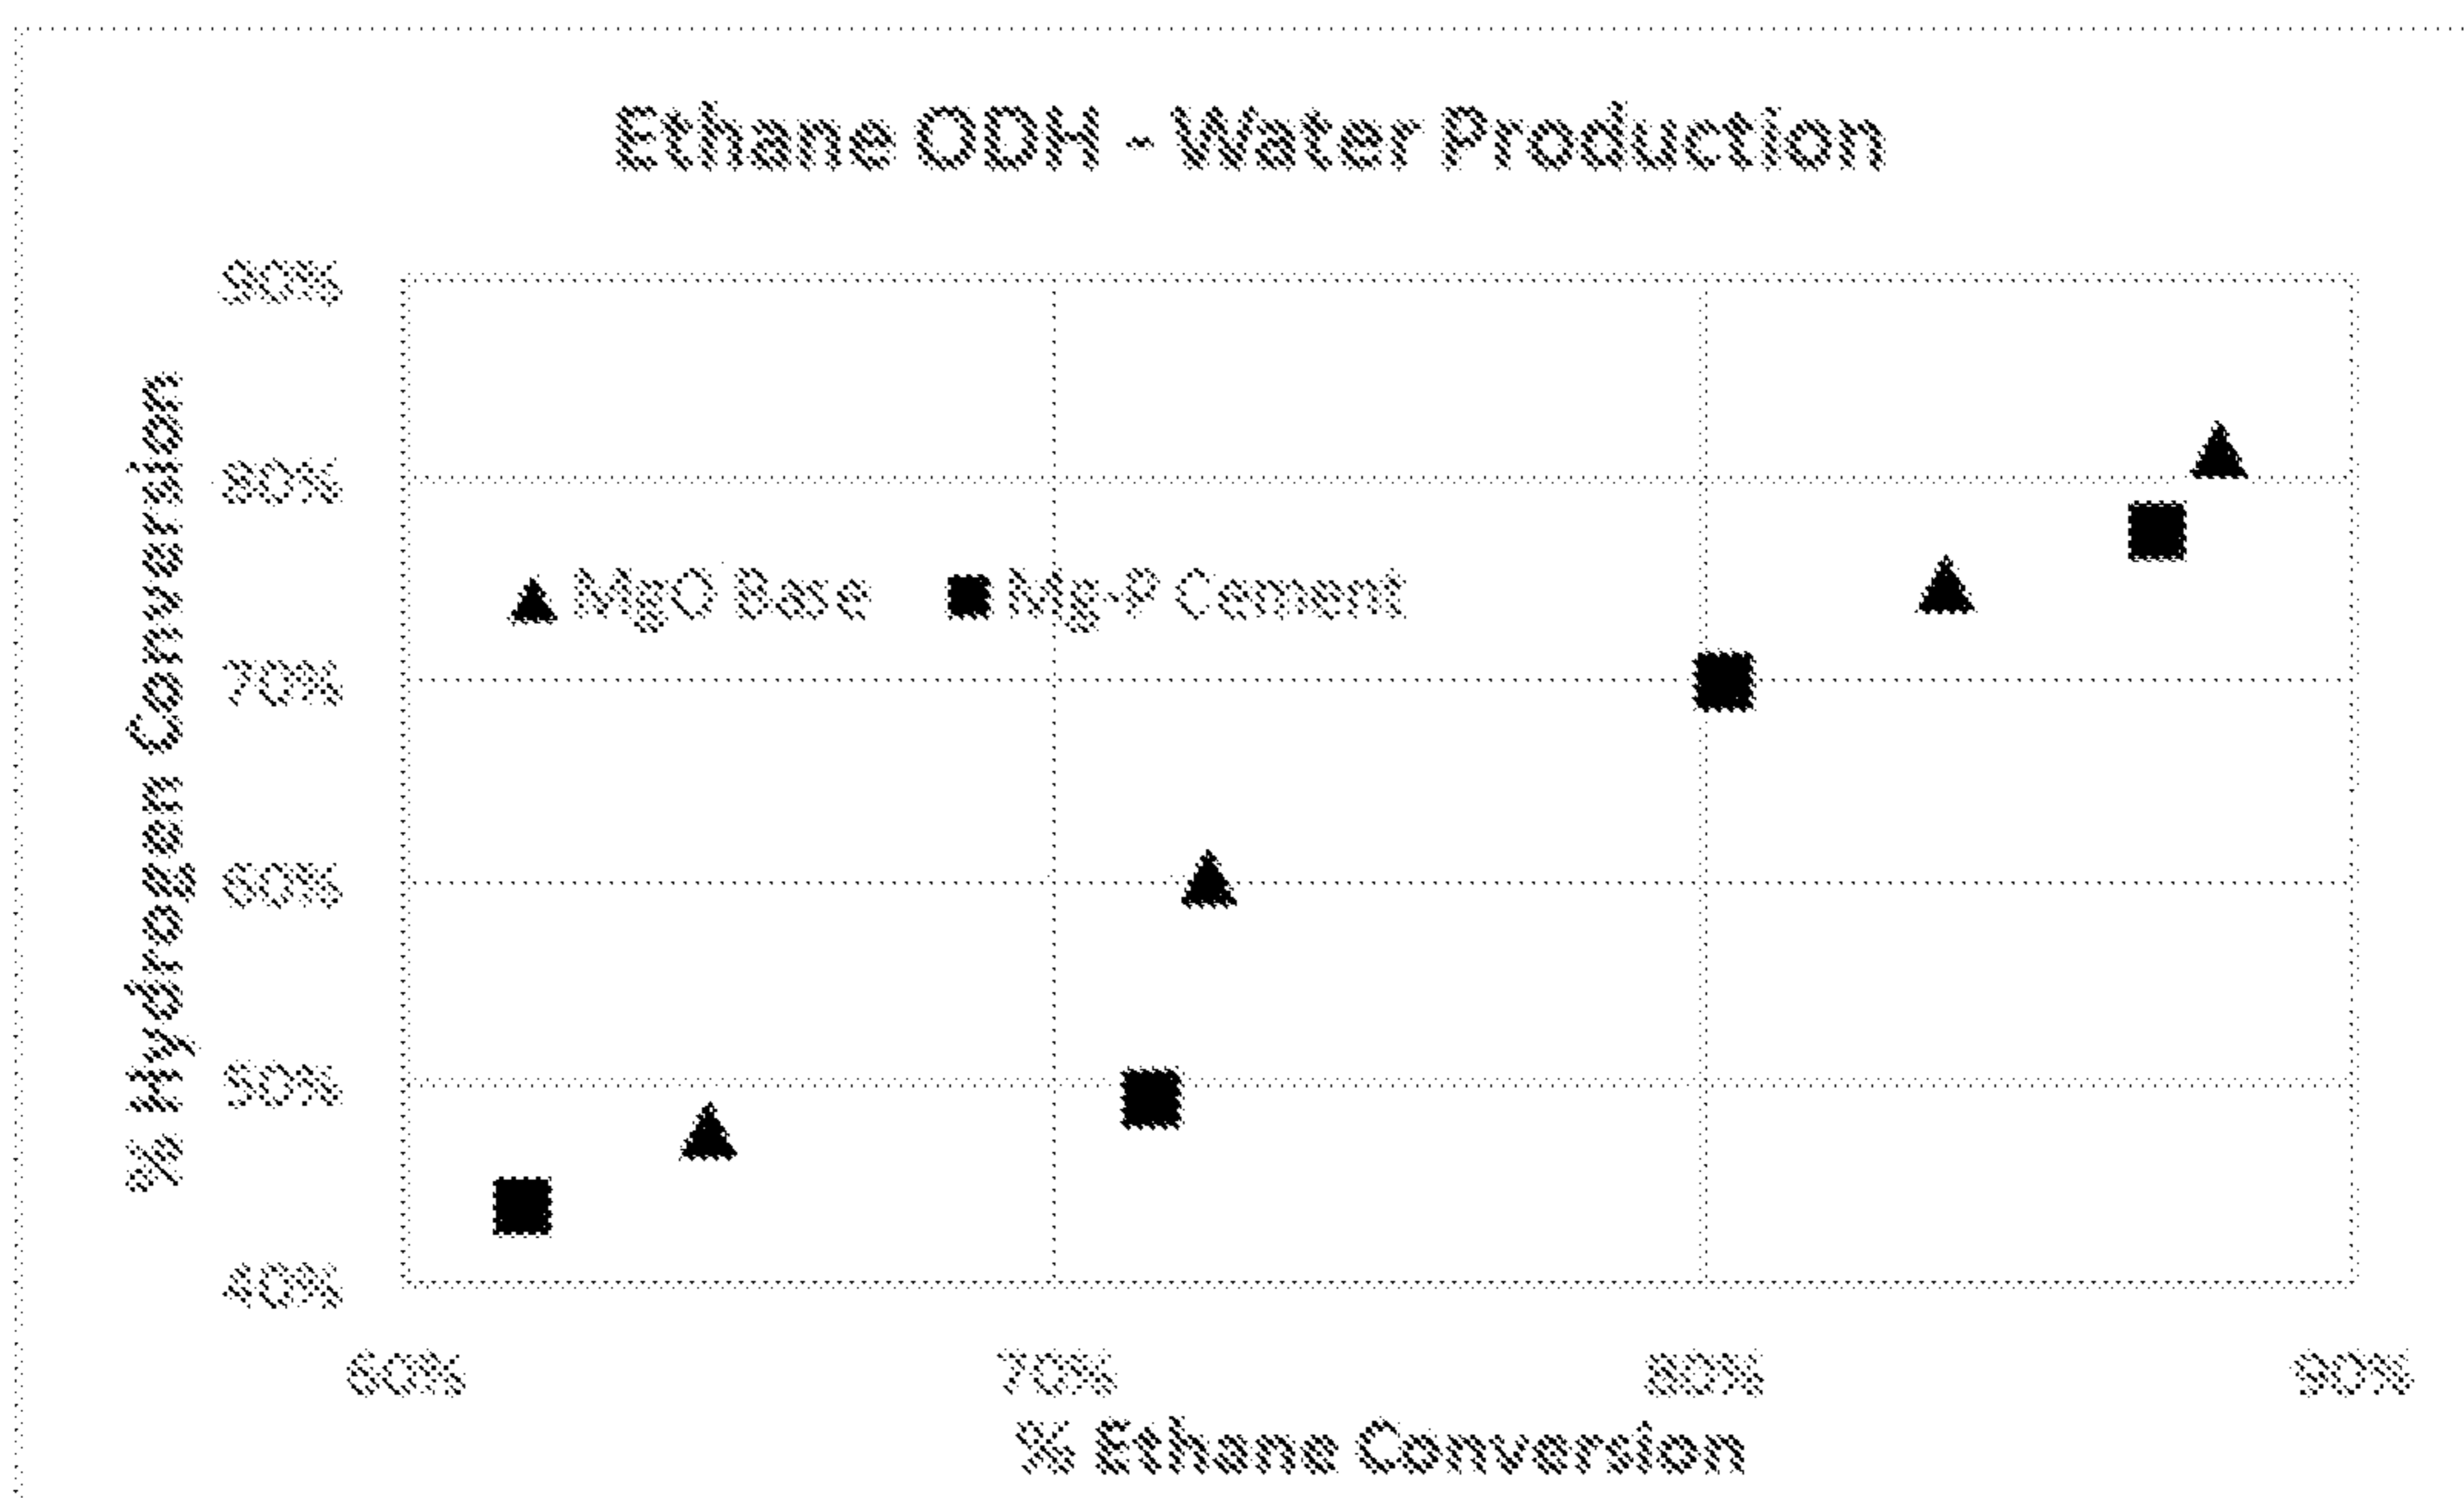 Ethane ODH - Water Production
90%
80%
70%
60%
50%
40%
% Hydrogen Conversion
MgO Base
Mg-P Cement
60% 70% 80% 90%
% Ethane Conversion